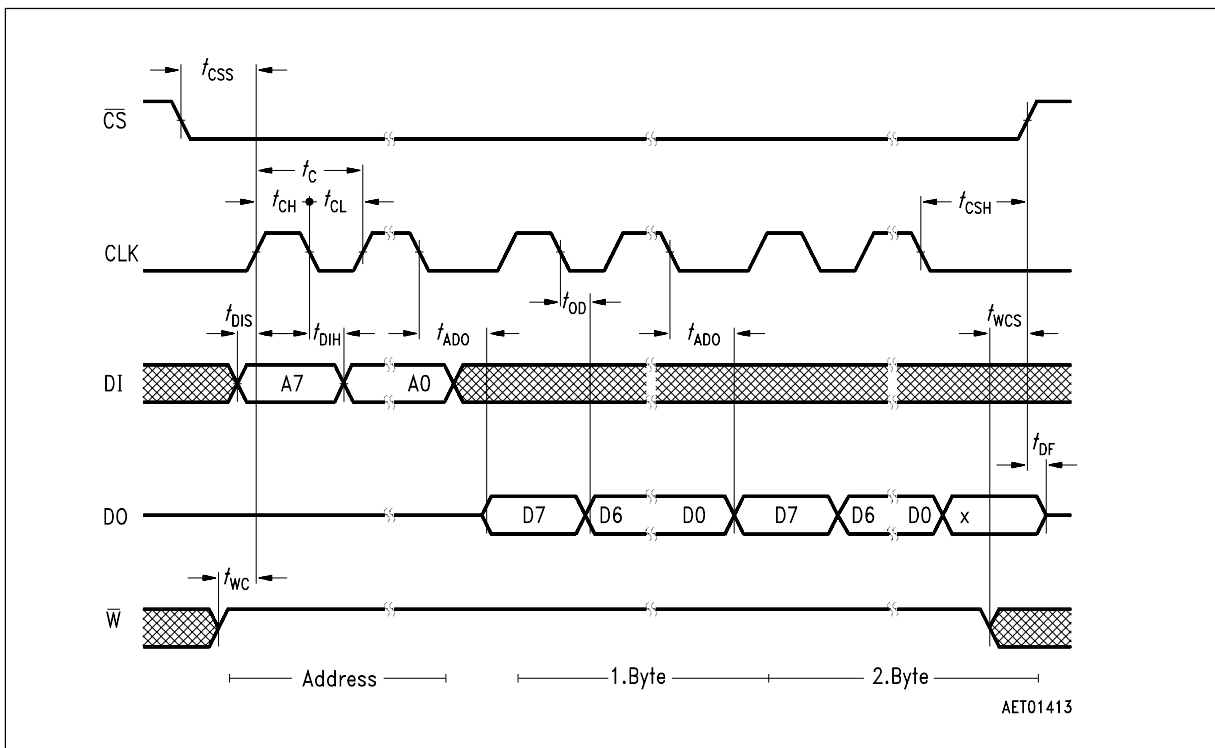 tCSS
C̅S̅
tC
tCH tCL tCSH
CLK
tDIS tDIH tADO tOD tADO tWCS
DI A7 A0
tDF
DO D7 D6 D0 D7 D6 D0 x
tWC
W̅
Address 1.Byte 2.Byte
AET01413